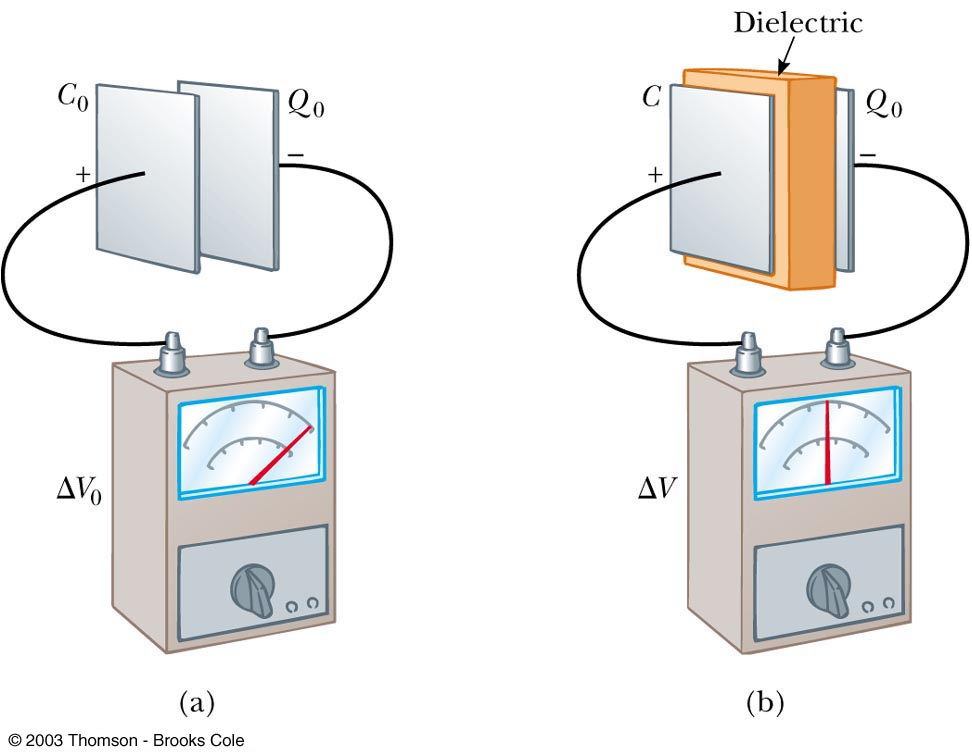 Dielectric
C₀
Q₀
+
−
C
Q₀
+
−
ΔV₀
ΔV
(a)
(b)
© 2003 Thomson - Brooks Cole